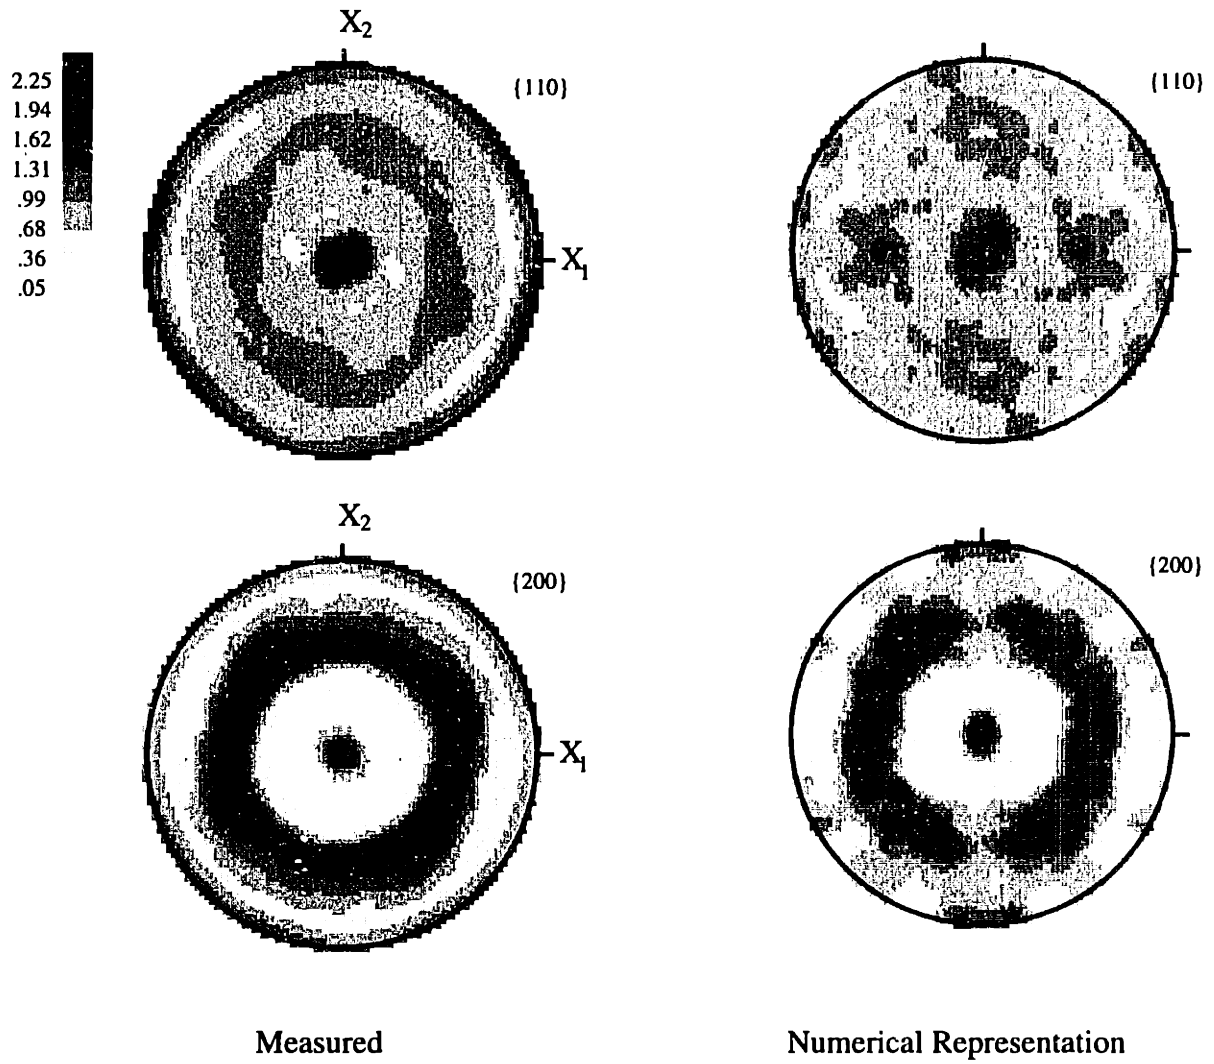 X2
{110}
{110}
2.25
1.94
1.62
1.31
.99
.68
.36
.05
X1
X2
{200}
{200}
X1
Measured
Numerical Representation